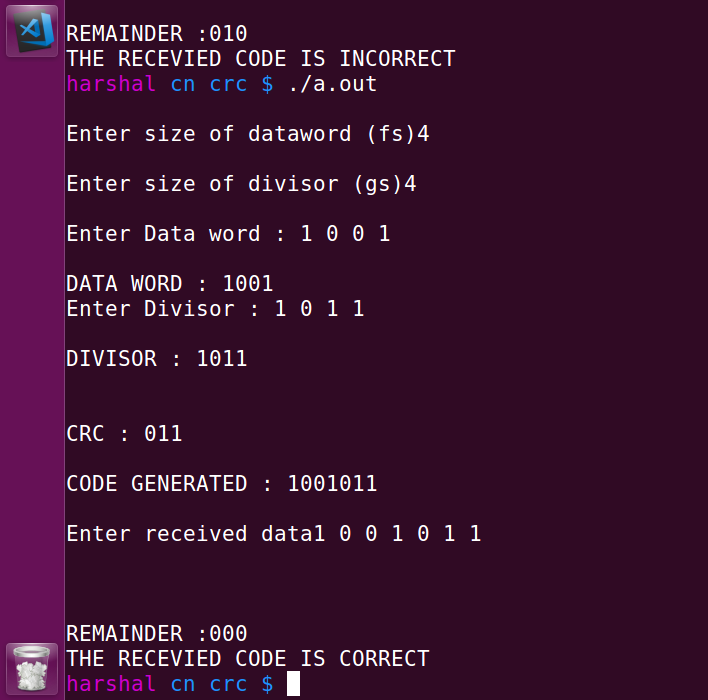 REMAINDER :010
THE RECEVIED CODE IS INCORRECT
harshal cn crc $ ./a.out
Enter size of dataword (fs)4
Enter size of divisor (gs)4
Enter Data word : 1 0 0 1
DATA WORD : 1001
Enter Divisor : 1 0 1 1
DIVISOR : 1011
CRC : 011
CODE GENERATED : 1001011
Enter received data1 0 0 1 0 1 1
REMAINDER :000
THE RECEVIED CODE IS CORRECT
harshal cn crc $